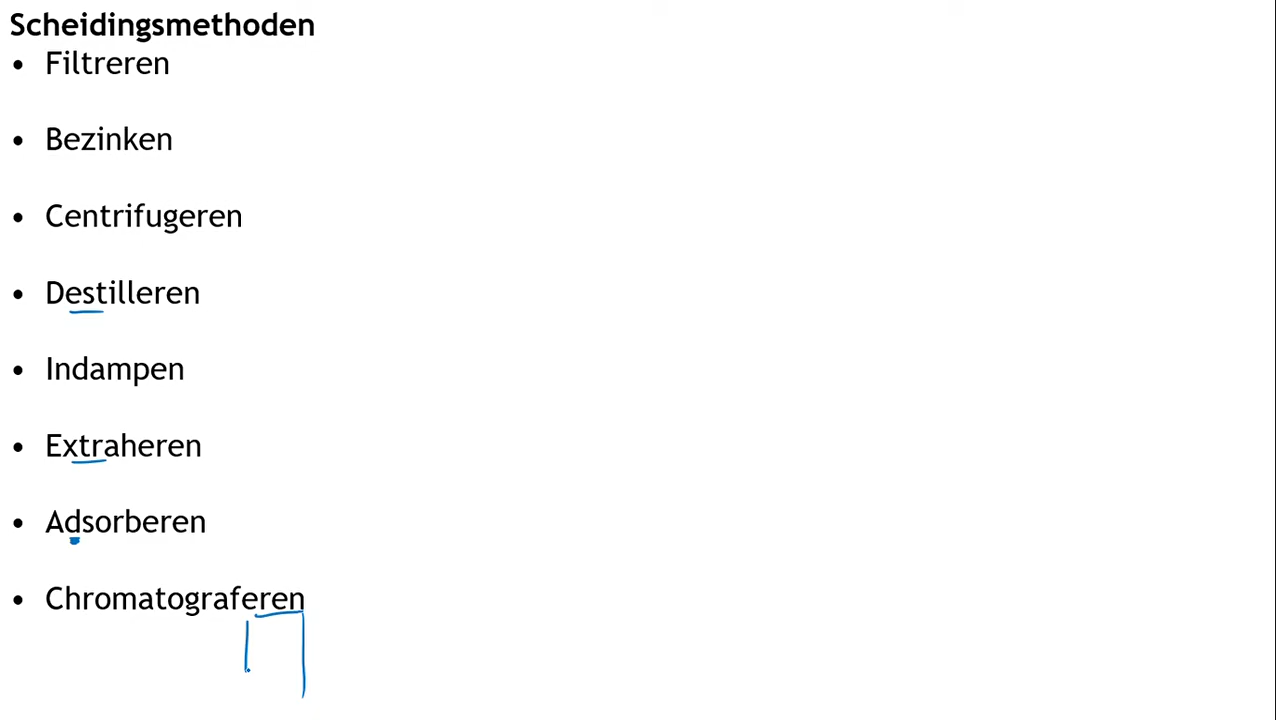 Scheidingsmethoden
• Filtreren
• Bezinken
• Centrifugeren
• Destilleren
• Indampen
• Extraheren
• Adsorberen
• Chromatograferen